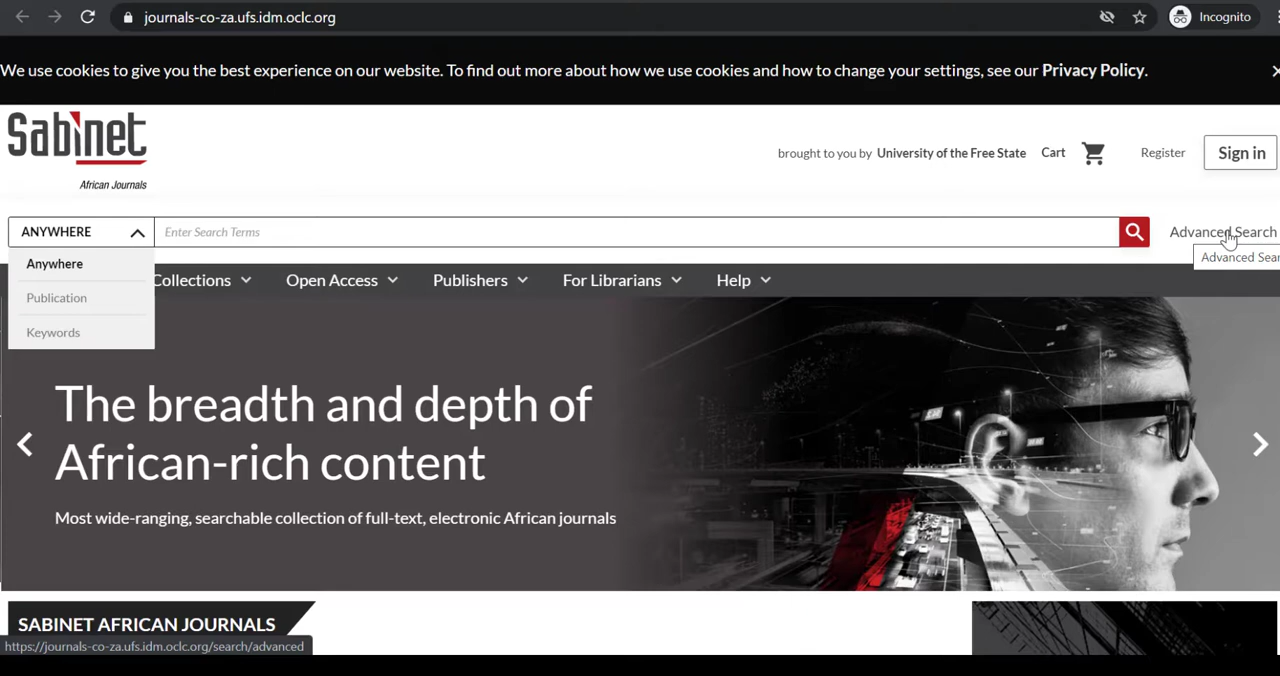 journals-co-za.ufs.idm.oclc.org
Incognito
We use cookies to give you the best experience on our website. To find out more about how we use cookies and how to change your settings, see our Privacy Policy.
Sabinet
African Journals
brought to you by University of the Free State Cart Register Sign in
ANYWHERE Enter Search Terms Advanced Search
Advanced Sear
Anywhere
Publication
Keywords
Collections Open Access Publishers For Librarians Help
The breadth and depth of
African-rich content
Most wide-ranging, searchable collection of full-text, electronic African journals
SABINET AFRICAN JOURNALS
https://journals-co-za.ufs.idm.oclc.org/search/advanced